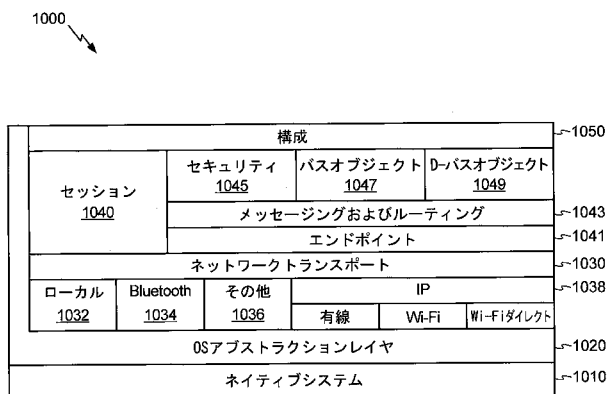 1000
構成
1050
セッション
1040
セキュリティ
1045
バスオブジェクト
1047
D-バスオブジェクト
1049
メッセージングおよびルーティング
1043
エンドポイント
1041
ネットワークトランスポート
1030
ローカル
1032
Bluetooth
1034
その他
1036
IP
1038
有線
Wi-Fi
Wi-Fiダイレクト
OSアブストラクションレイヤ
1020
ネイティブシステム
1010